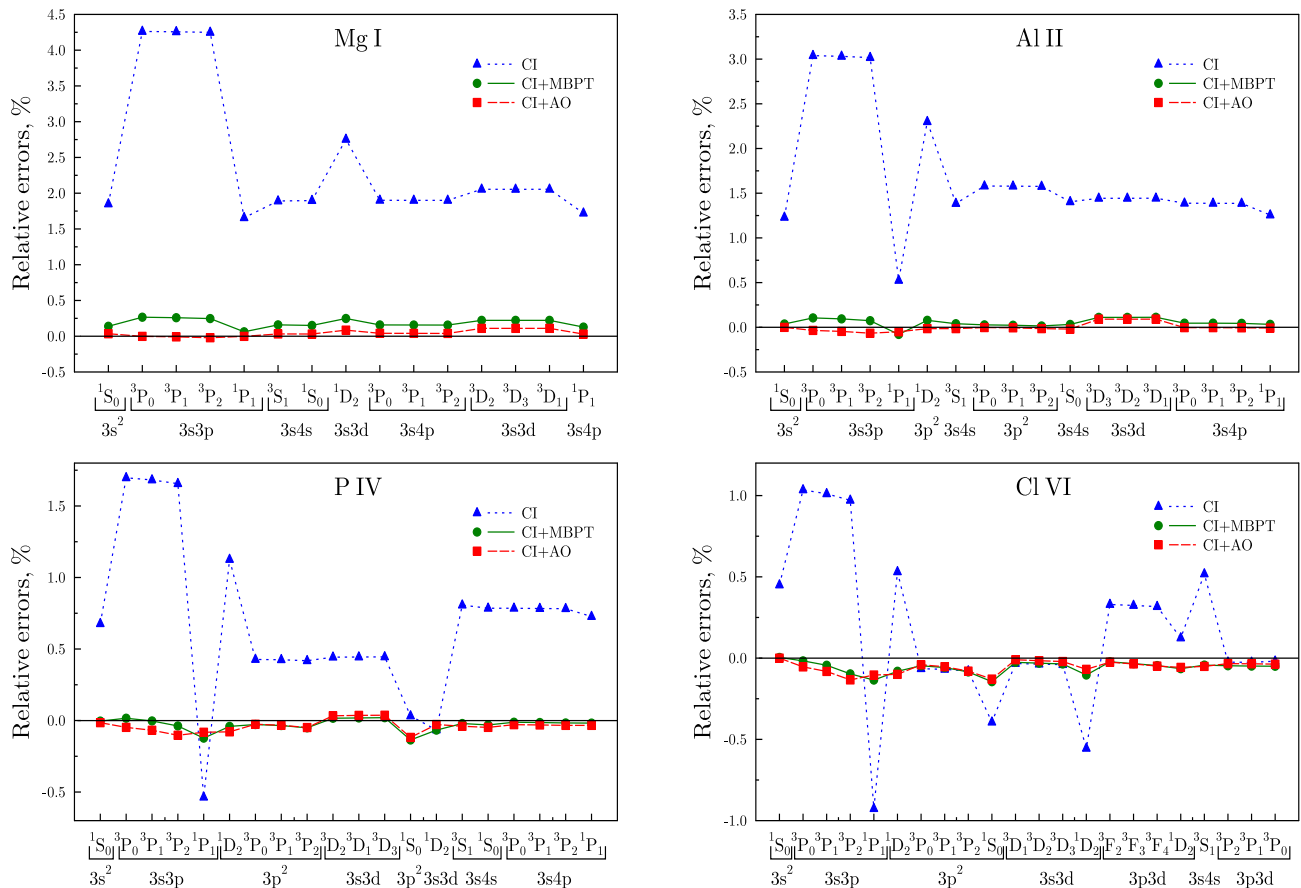 Mg I
Relative errors, %
4.5
4.0
3.5
3.0
2.5
2.0
1.5
1.0
0.5
0.0
-0.5
CI
CI+MBPT
CI+AO
¹S₀ ³P₀ ³P₁ ³P₂ ¹P₁ ³S₁ ¹S₀ ¹D₂ ³P₀ ³P₁ ³P₂ ³D₂ ³D₃ ³D₁ ¹P₁
3s² 3s3p 3s4s 3s3d 3s4p 3s3d 3s4p
Al II
Relative errors, %
3.5
3.0
2.5
2.0
1.5
1.0
0.5
0.0
-0.5
CI
CI+MBPT
CI+AO
¹S₀ ³P₀ ³P₁ ³P₂ ¹P₁ ¹D₂ ³S₁ ³P₀ ³P₁ ³P₂ ¹S₀ ³D₃ ³D₂ ³D₁ ³P₀ ³P₁ ³P₂ ¹P₁
3s² 3s3p 3p² 3s4s 3p² 3s4s 3s3d 3s4p
P IV
Relative errors, %
1.5
1.0
0.5
0.0
-0.5
CI
CI+MBPT
CI+AO
¹S₀ ³P₀ ³P₁ ³P₂ ¹P₁ ¹D₂ ³P₀ ³P₁ ³P₂ ³D₂ ³D₁ ³D₃ ¹S₀ ¹D₂ ³S₁ ¹S₀ ³P₀ ³P₁ ³P₂ ¹P₁
3s² 3s3p 3p² 3s3d 3p² 3s3d 3s4s 3s4p
Cl VI
Relative errors, %
1.0
0.5
0.0
-0.5
-1.0
CI
CI+MBPT
CI+AO
¹S₀ ³P₀ ³P₁ ³P₂ ¹P₁ ¹D₂ ³P₀ ³P₁ ³P₂ ¹S₀ ³D₁ ³D₂ ³D₃ ¹D₂ ³F₂ ³F₃ ³F₄ ¹D₂ ³S₁ ³P₂ ³P₁ ³P₀
3s² 3s3p 3p² 3s3d 3p3d 3s4s 3p3d